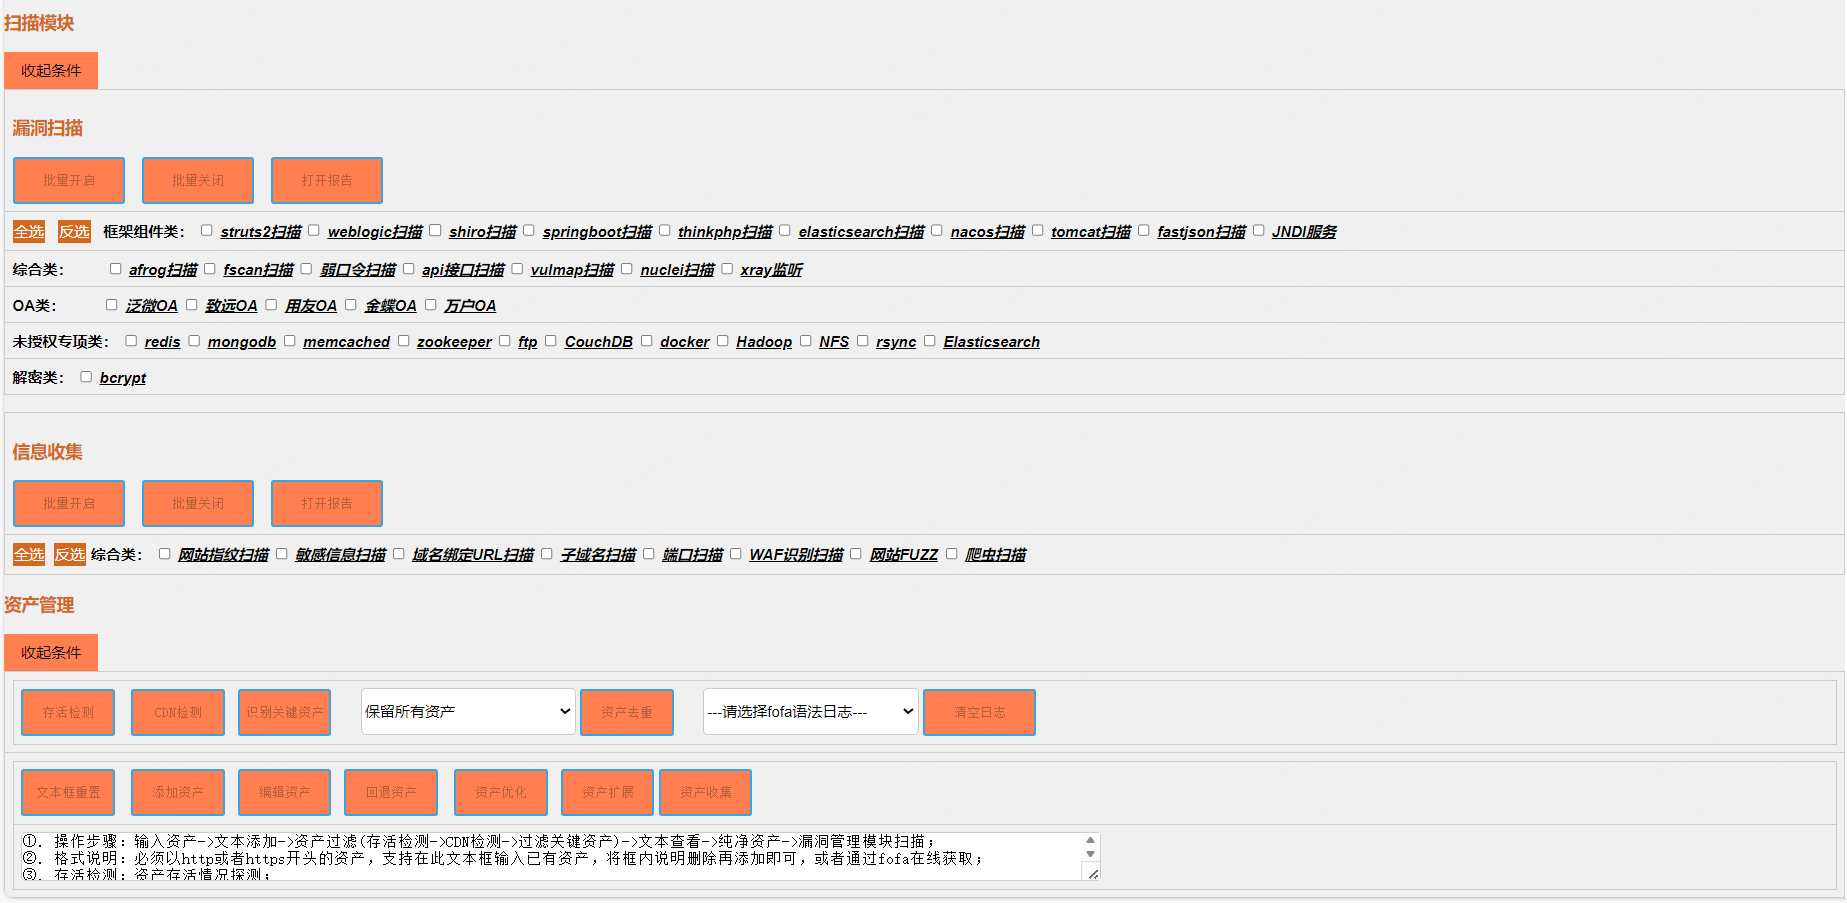 扫描模块
收起条件
漏洞扫描
批量开启 批量关闭 打开报告
全选 反选 框架组件类： struts2扫描 weblogic扫描 shiro扫描 springboot扫描 thinkphp扫描 elasticsearch扫描 nacos扫描 tomcat扫描 fastjson扫描 JNDI服务
综合类： afrog扫描 fscan扫描 弱口令扫描 api接口扫描 vulmap扫描 nuclei扫描 xray监听
OA类： 泛微OA 致远OA 用友OA 金蝶OA 万户OA
未授权专项类： redis mongodb memcached zookeeper ftp CouchDB docker Hadoop NFS rsync Elasticsearch
解密类： bcrypt
信息收集
批量开启 批量关闭 打开报告
全选 反选 综合类： 网站指纹扫描 敏感信息扫描 域名绑定URL扫描 子域名扫描 端口扫描 WAF识别扫描 网站FUZZ 爬虫扫描
资产管理
收起条件
存活检测 CDN检测 识别关键资产 保留所有资产 资产去重 ---请选择fofa语法日志--- 清空日志
文本框重置 添加资产 编辑资产 回退资产 资产优化 资产扩展 资产收集
①. 操作步骤：输入资产->文本添加->资产过滤(存活检测->CDN检测->过滤关键资产)->文本查看->纯净资产->漏洞管理模块扫描；
②. 格式说明：必须以http或者https开头的资产，支持在此文本框输入已有资产，将框内说明删除再添加即可，或者通过fofa在线获取；
③. 存活检测：资产存活情况探测；